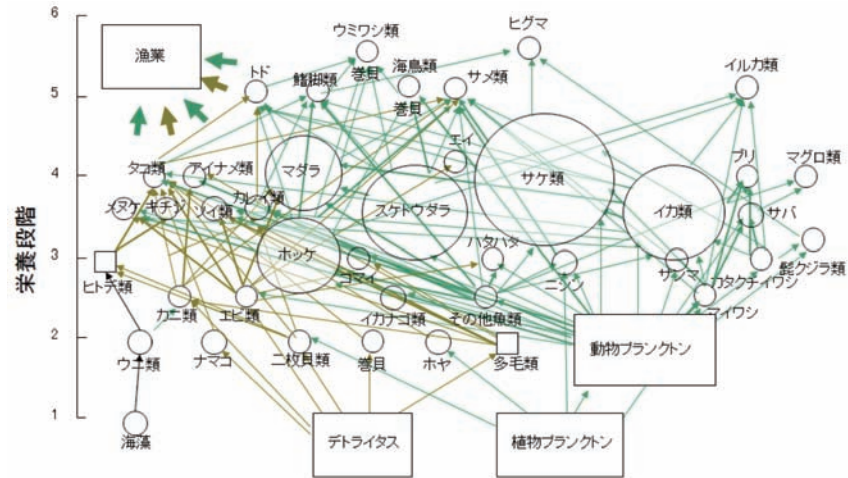 6
5
4
3
2
1
栄養段階
漁業
トド
鰭脚類
ウミワシ類
巻貝
海鳥類
巻貝
サメ類
ヒグマ
イルカ類
タコ類
アイナメ類
マダラ
エイ
サケ類
ブリ
マグロ類
メヌケ
キチジ
ソイ類
カレイ類
スケトウダラ
イカ類
サバ
ヒトデ類
ホッケ
コマイ
ハタハタ
ニシン
サンマ
カタクチイワシ
髭クジラ類
カニ類
エビ類
イカナゴ類
その他魚類
マイワシ
ウニ類
ナマコ
二枚貝類
巻貝
ホヤ
多毛類
動物プランクトン
海藻
デトライタス
植物プランクトン